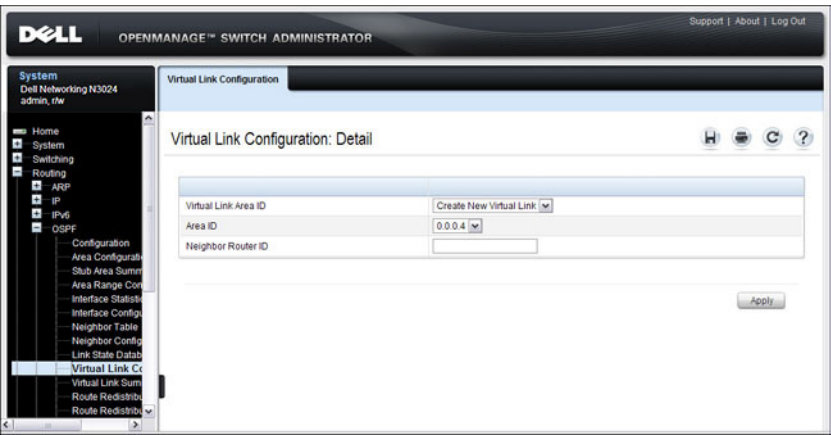 Support | About | Log Out
DELL OPENMANAGE™ SWITCH ADMINISTRATOR
System
Dell Networking N3024
admin, r/w
Home
System
Switching
Routing
ARP
IP
IPv6
OSPF
Configuration
Area Configurati
Stub Area Summ
Area Range Con
Interface Statistic
Interface Configu
Neighbor Table
Neighbor Config
Link State Datab
Virtual Link Co
Virtual Link Sum
Route Redistribu
Route Redistribu
Virtual Link Configuration
Virtual Link Configuration: Detail
?
Virtual Link Area ID Create New Virtual Link
Area ID 0.0.0.4
Neighbor Router ID
Apply